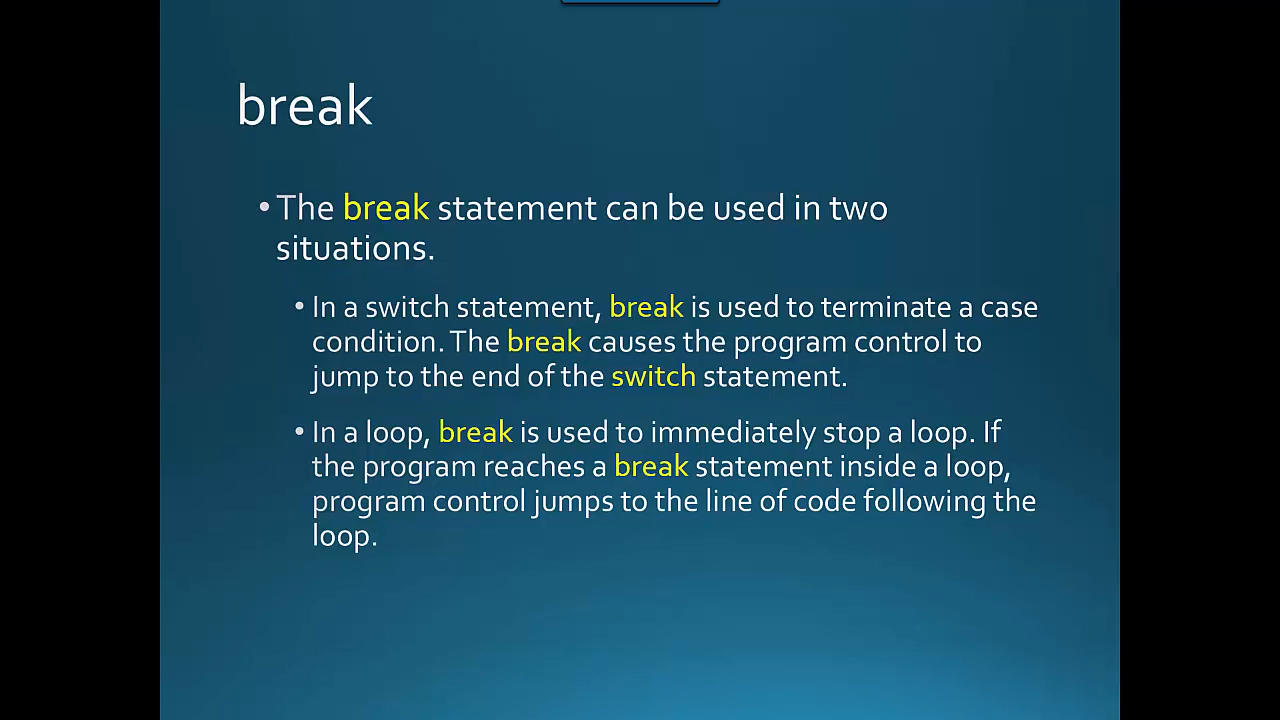 break
• The break statement can be used in two
situations.
• In a switch statement, break is used to terminate a case
condition. The break causes the program control to
jump to the end of the switch statement.
• In a loop, break is used to immediately stop a loop. If
the program reaches a break statement inside a loop,
program control jumps to the line of code following the
loop.